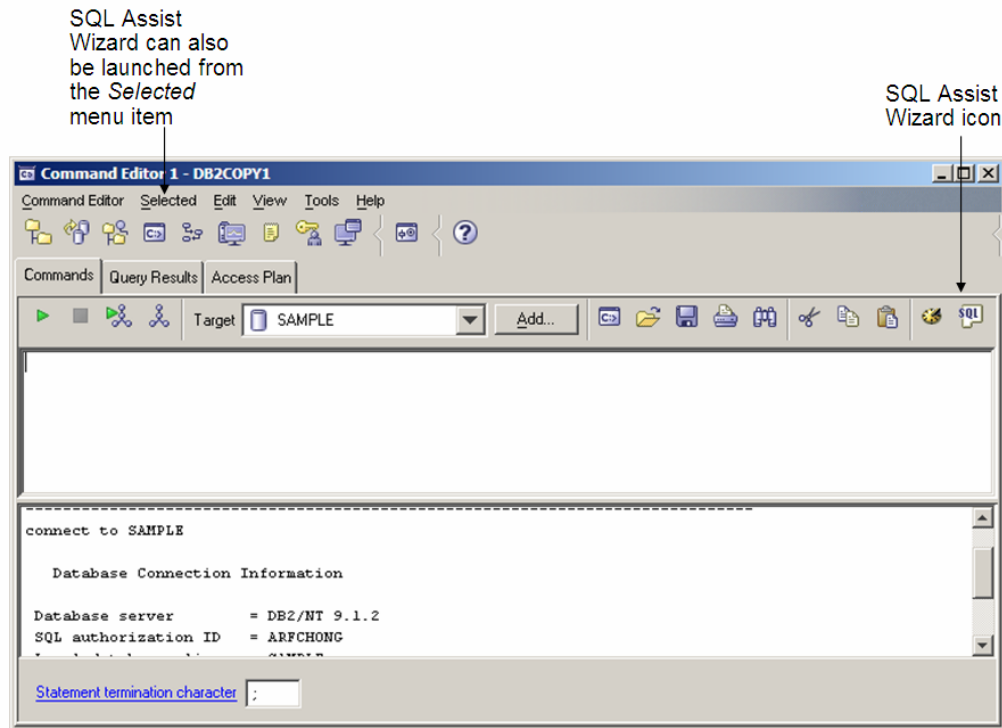 SQL Assist
Wizard can also
be launched from
the Selected
menu item
SQL Assist
Wizard icon
Command Editor 1 - DB2COPY1
Command Editor Selected Edit View Tools Help
Commands Query Results Access Plan
Target SAMPLE Add... SQL
connect to SAMPLE
Database Connection Information
Database server = DB2/NT 9.1.2
SQL authorization ID = ARFCHONG
Statement termination character ;